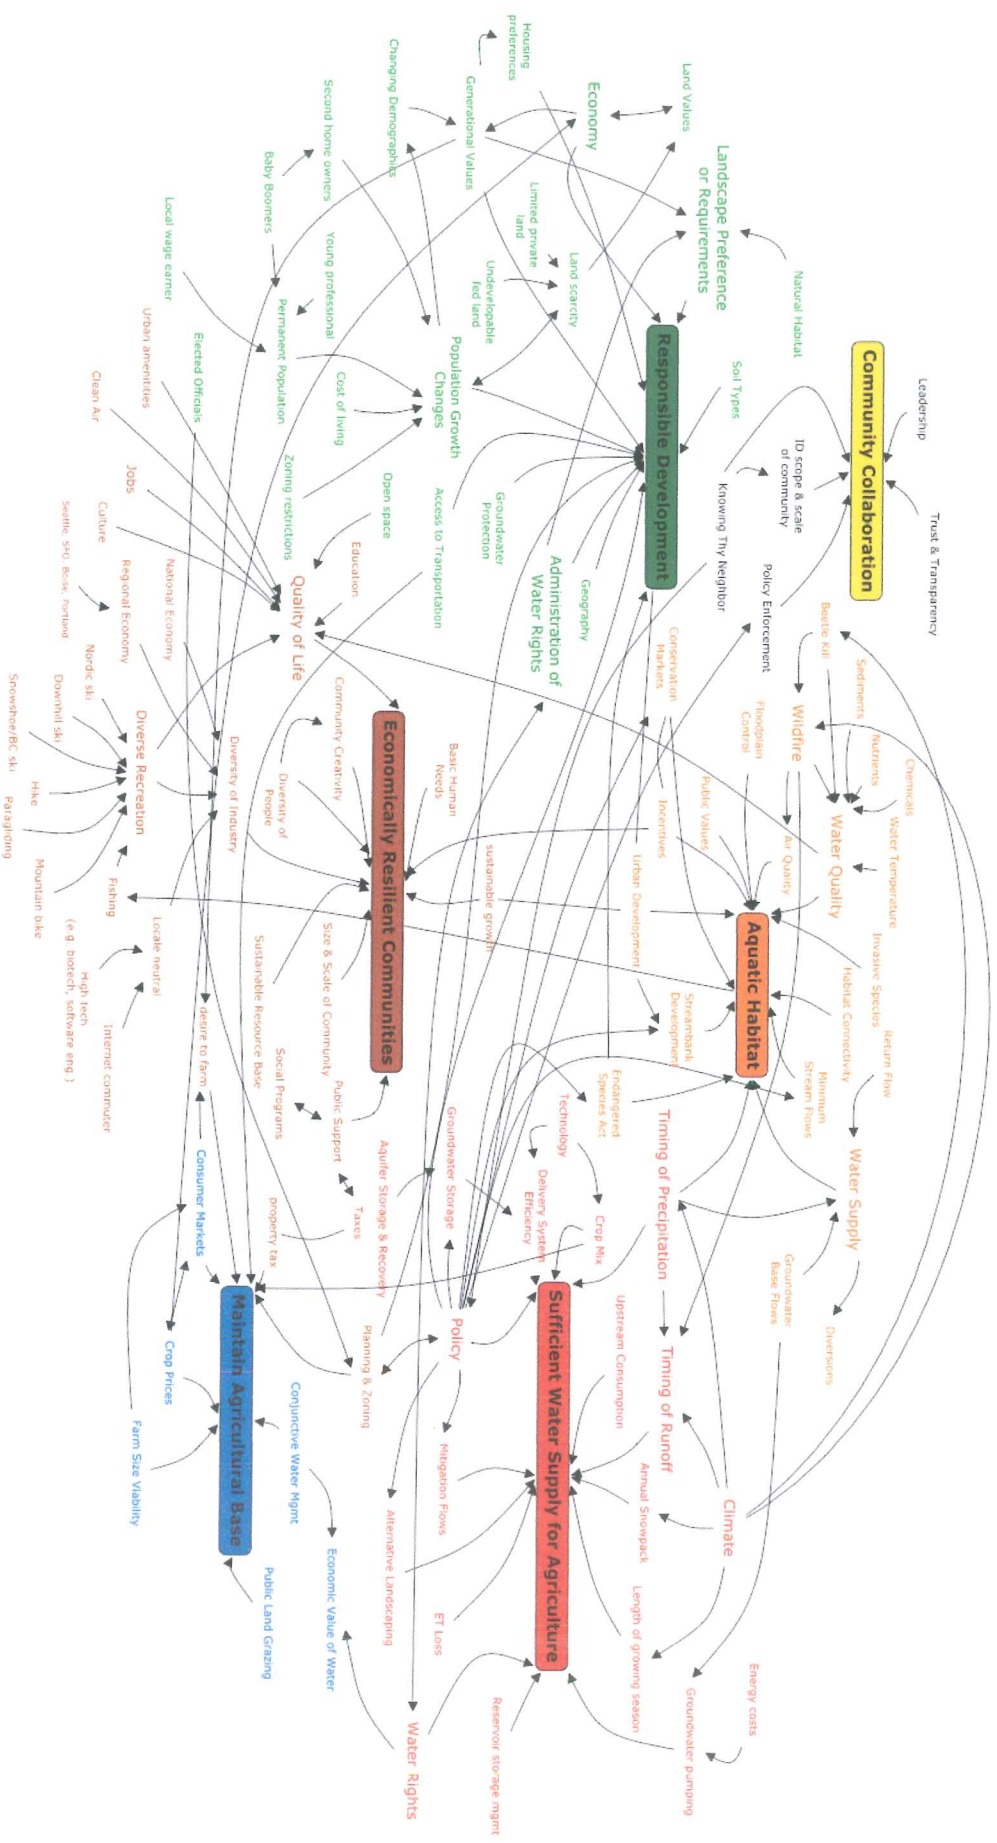 Leadership
Trust & Transparency
Community Collaboration
ID scope & scale
of community
Knowing Thy Neighbor
Policy Enforcement
Natural Habitat
Landscape Preference
or Requirements
Land Values
Economy
Housing
preferences
Generational Values
Changing Demographics
Second home owners
Baby Boomers
Local wage earner
Young professional
Permanent Population
Elected Officials
Limited private
land
Land scarcity
Undevelopable
fed land
Population Growth
Changes
Cost of living
Zoning restrictions
Open space
Access to Transportation
Groundwater
Protection
Administration of
Water Rights
Geography
Soil Types
Responsible Development
Beetle Kill
Sediments
Nutrients
Chemicals
Water Temperature
Wildfire
Water Quality
Air Quality
Floodplain
Control
Conservation
Markets
Public Values
Incentives
Urban Development
Streambank
Development
Endangered
Species Act
Aquatic Habitat
Invasive Species
Habitat Connectivity
Return Flow
Minimum
Stream Flows
Water Supply
Diversions
Groundwater
Base Flows
Urban amenitities
Clean Air
Jobs
Culture
Education
Quality of Life
National Economy
Regional Economy
Seattle, SFO, Boise, Portland
Nordic ski
Downhill ski
Snowshoe/BC ski
Hike
Paragliding
Mountain bike
Fishing
Diverse Recreation
Diversity of Industry
Locale neutral
High tech
(e.g. biotech, software eng.)
Internet commuter
Community Creativity
Diversity of
People
Basic Human
Needs
sustainable growth
Economically Resilient Communities
Size & Scale of Community
Sustainable Resource Base
Social Programs
Public Support
Taxes
property tax
desire to farm
Consumer Markets
Crop Prices
Farm Size Viability
Maintain Agricultural Base
Conjunctive Water Mgmt
Economic Value of Water
Public Land Grazing
Timing of Precipitation
Timing of Runoff
Technology
Crop Mix
Delivery System
Efficiency
Groundwater Storage
Aquifer Storage & Recovery
Planning & Zoning
Policy
Mitigation Flows
Alternative Landscaping
ET Loss
Upstream Consumption
Annual Snowpack
Climate
Length of growing season
Energy costs
Groundwater pumping
Sufficient Water Supply for Agriculture
Reservoir storage mgmt
Water Rights